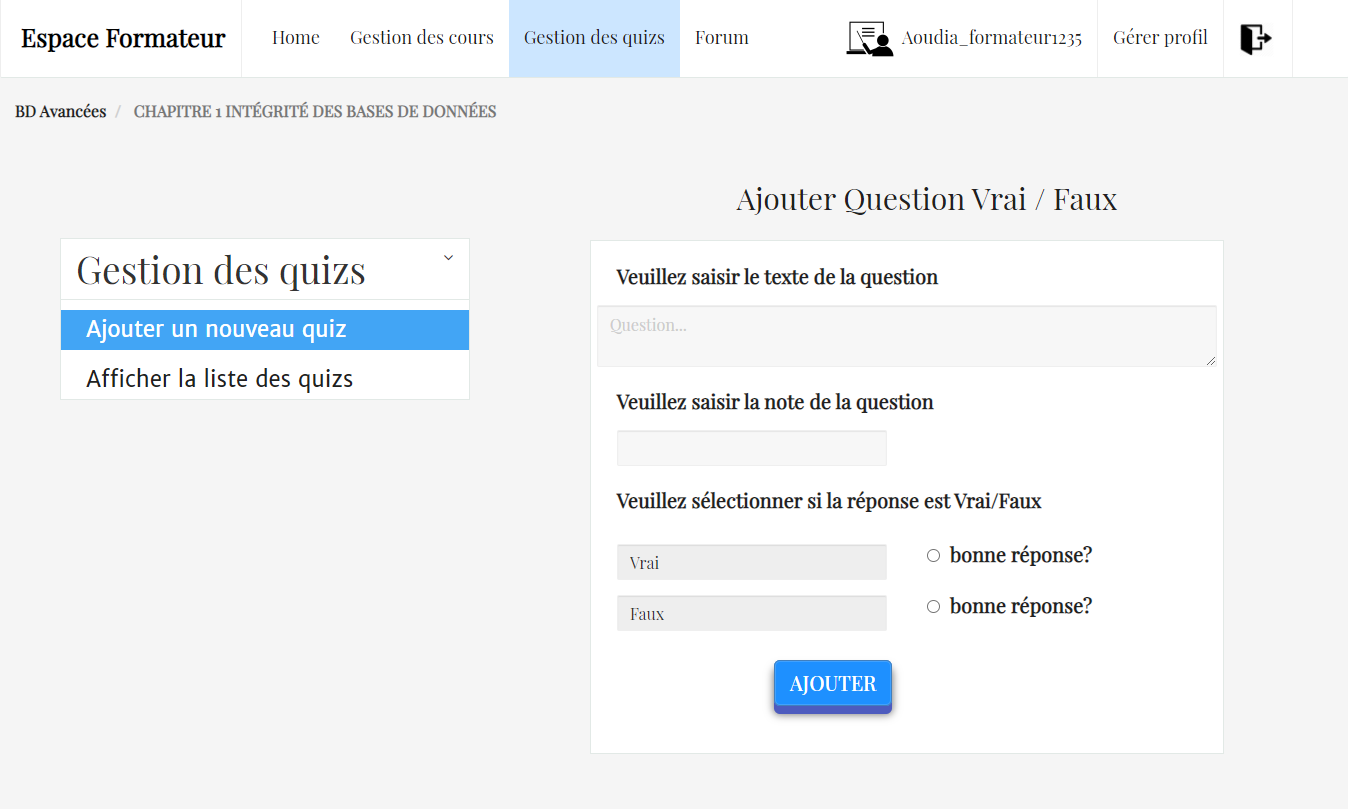 Espace Formateur Home Gestion des cours Gestion des quizs Forum Aoudia_formateur1235 Gérer profil
BD Avancées / CHAPITRE 1 INTÉGRITÉ DES BASES DE DONNÉES
Ajouter Question Vrai / Faux
Gestion des quizs
Ajouter un nouveau quiz
Afficher la liste des quizs
Veuillez saisir le texte de la question
Question...
Veuillez saisir la note de la question
Veuillez sélectionner si la réponse est Vrai/Faux
Vrai bonne réponse?
Faux bonne réponse?
AJOUTER